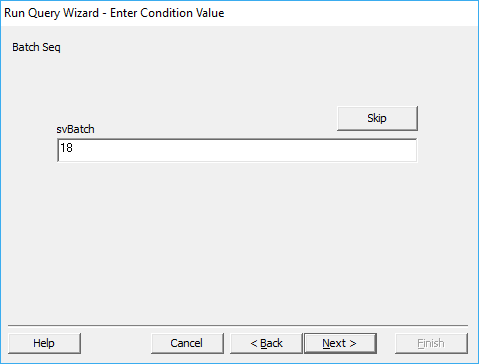 Run Query Wizard - Enter Condition Value
Batch Seq
Skip
svBatch
18
Help
Cancel
< Back
Next >
Finish